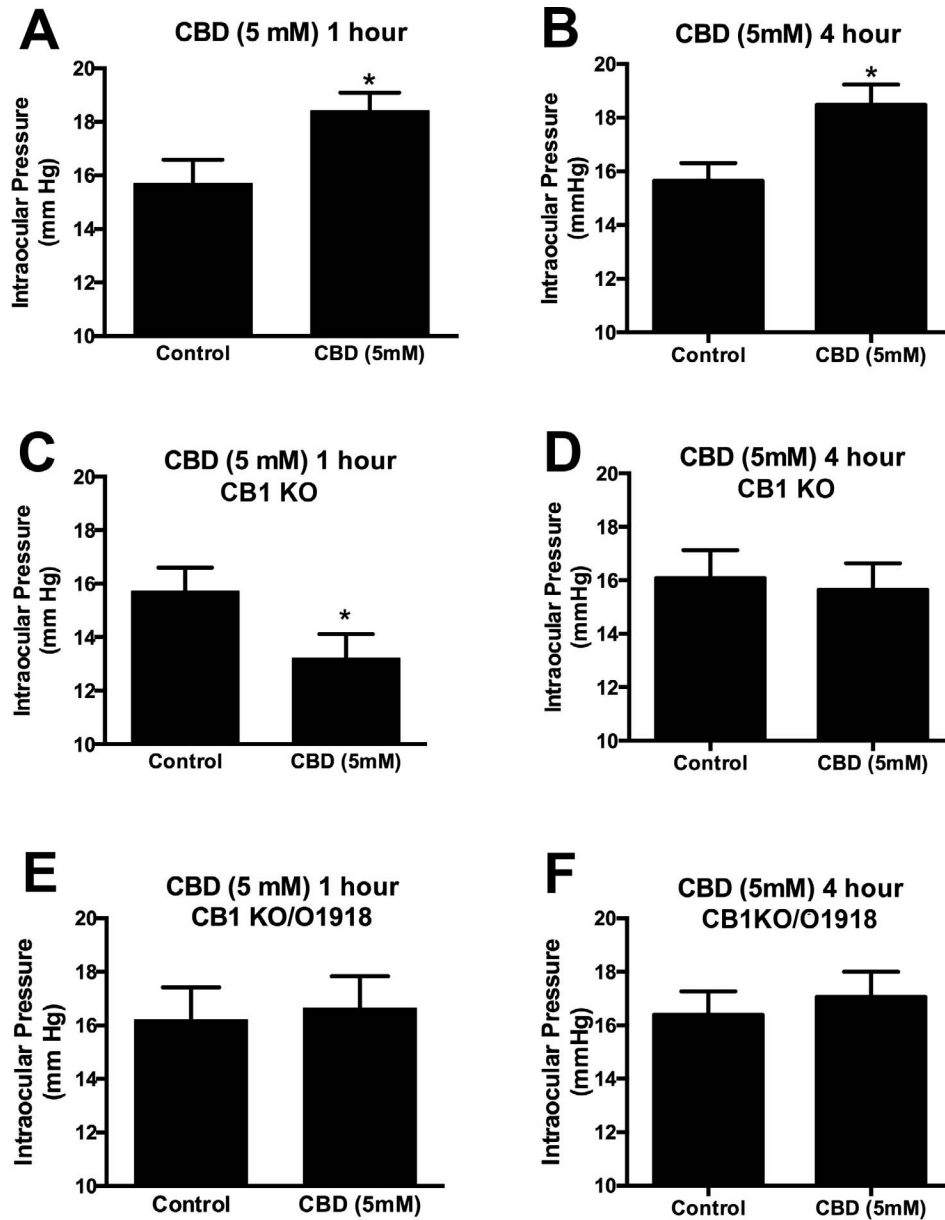 A
CBD (5 mM) 1 hour
Intraocular Pressure
(mm Hg)
20
18
16
14
12
10
*
Control
CBD (5mM)
B
CBD (5mM) 4 hour
Intraocular Pressure
(mmHg)
20
18
16
14
12
10
*
Control
CBD (5mM)
C
CBD (5 mM) 1 hour
CB1 KO
Intraocular Pressure
(mm Hg)
20
18
16
14
12
10
*
Control
CBD (5mM)
D
CBD (5mM) 4 hour
CB1 KO
Intraocular Pressure
(mmHg)
20
18
16
14
12
10
Control
CBD (5mM)
E
CBD (5 mM) 1 hour
CB1 KO/O1918
Intraocular Pressure
(mm Hg)
20
18
16
14
12
10
Control
CBD (5mM)
F
CBD (5mM) 4 hour
CB1KO/O1918
Intraocular Pressure
(mmHg)
20
18
16
14
12
10
Control
CBD (5mM)